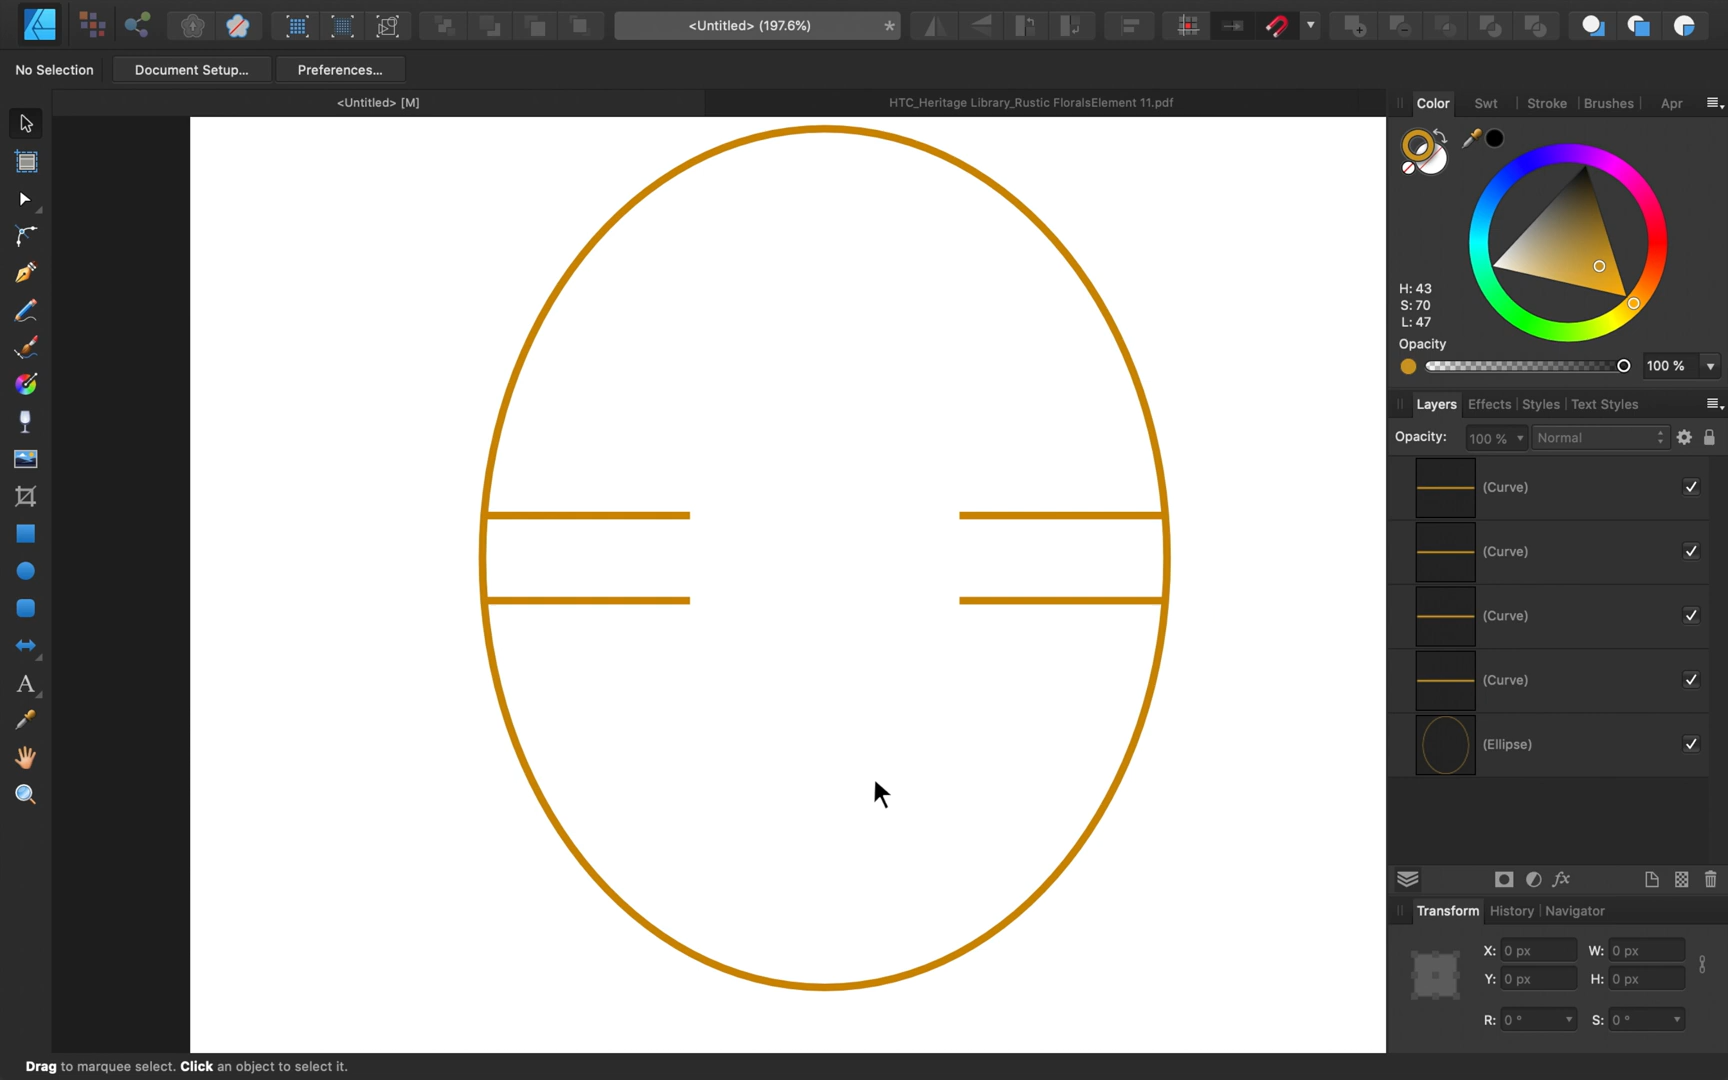 <Untitled> (197.6%)
*
No Selection
Document Setup...
Preferences...
<Untitled> [M]
HTC_Heritage Library_Rustic FloralsElement 11.pdf
Color
Swt
Stroke
Brushes
Apr
H: 43
S: 70
L: 47
Opacity
100 %
Layers
Effects
Styles
Text Styles
Opacity:
100 %
Normal
(Curve)
(Curve)
(Curve)
(Curve)
(Ellipse)
fx
Transform
History
Navigator
X: 0 px
W: 0 px
Y: 0 px
H: 0 px
R: 0 °
S: 0 °
A
Drag to marquee select. Click an object to select it.